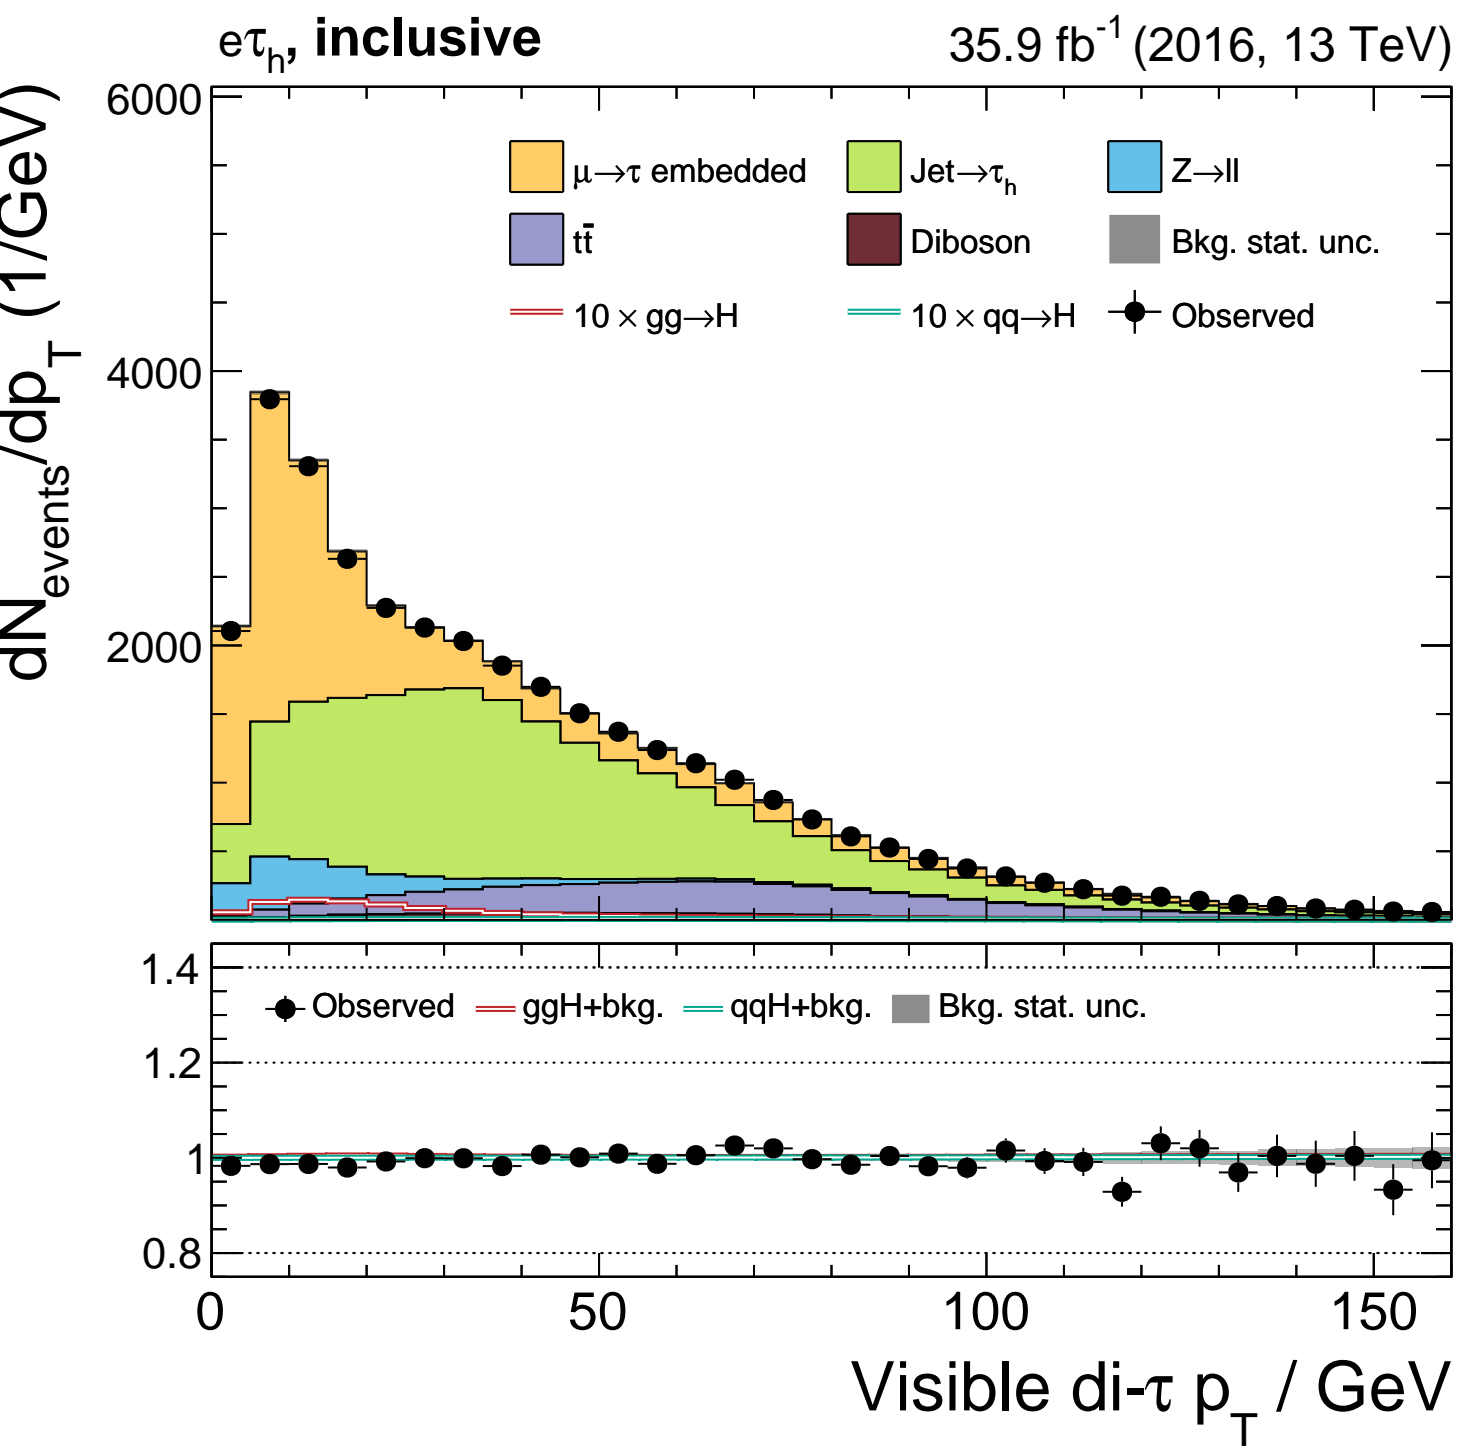 eτh, inclusive 35.9 fb-1 (2016, 13 TeV)
dNevents/dpT (1/GeV)
6000
4000
2000
μ→τ embedded Jet→τh Z→ll
tt̄ Diboson Bkg. stat. unc.
10 × gg→H 10 × qq→H Observed
1.4
1.2
1
0.8
Observed ggH+bkg. qqH+bkg. Bkg. stat. unc.
0 50 100 150
Visible di-τ pT / GeV